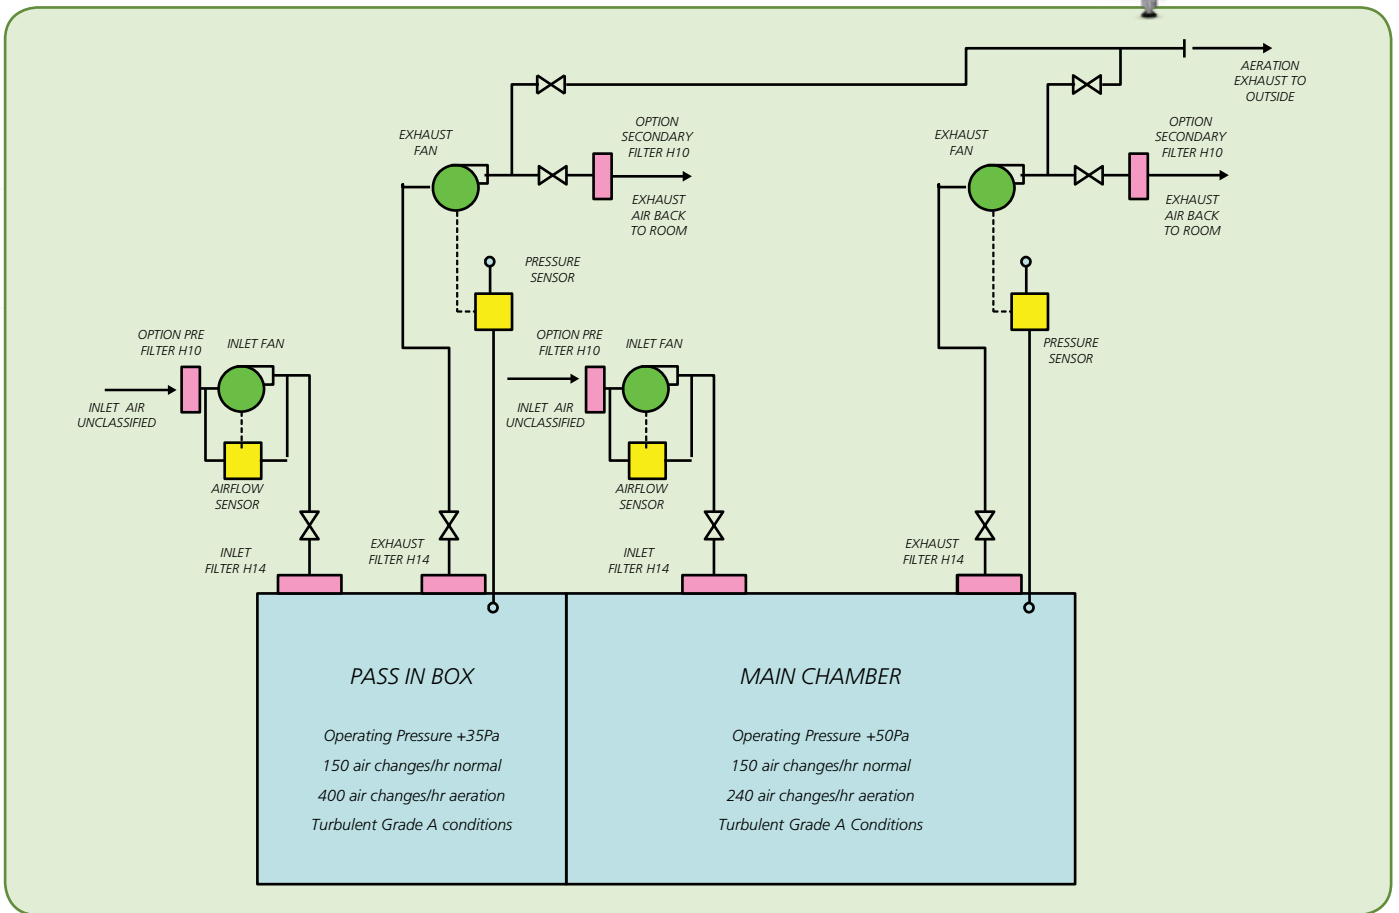 AERATION
EXHAUST TO
OUTSIDE
EXHAUST
FAN
OPTION
SECONDARY
FILTER H10
EXHAUST
AIR BACK
TO ROOM
EXHAUST
FAN
OPTION
SECONDARY
FILTER H10
EXHAUST
AIR BACK
TO ROOM
PRESSURE
SENSOR
PRESSURE
SENSOR
OPTION PRE
FILTER H10
INLET FAN
INLET AIR
UNCLASSIFIED
AIRFLOW
SENSOR
OPTION PRE
FILTER H10
INLET FAN
INLET AIR
UNCLASSIFIED
AIRFLOW
SENSOR
INLET
FILTER H14
EXHAUST
FILTER H14
INLET
FILTER H14
EXHAUST
FILTER H14
PASS IN BOX
Operating Pressure +35Pa
150 air changes/hr normal
400 air changes/hr aeration
Turbulent Grade A conditions
MAIN CHAMBER
Operating Pressure +50Pa
150 air changes/hr normal
240 air changes/hr aeration
Turbulent Grade A Conditions